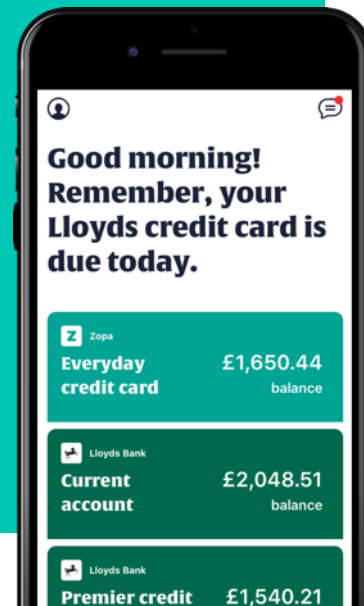 Good morning!
Remember, your
Lloyds credit card is
due today.
Z Zopa
Everyday £1,650.44
credit card balance
Lloyds Bank
Current £2,048.51
account balance
Lloyds Bank
Premier credit £1,540.21